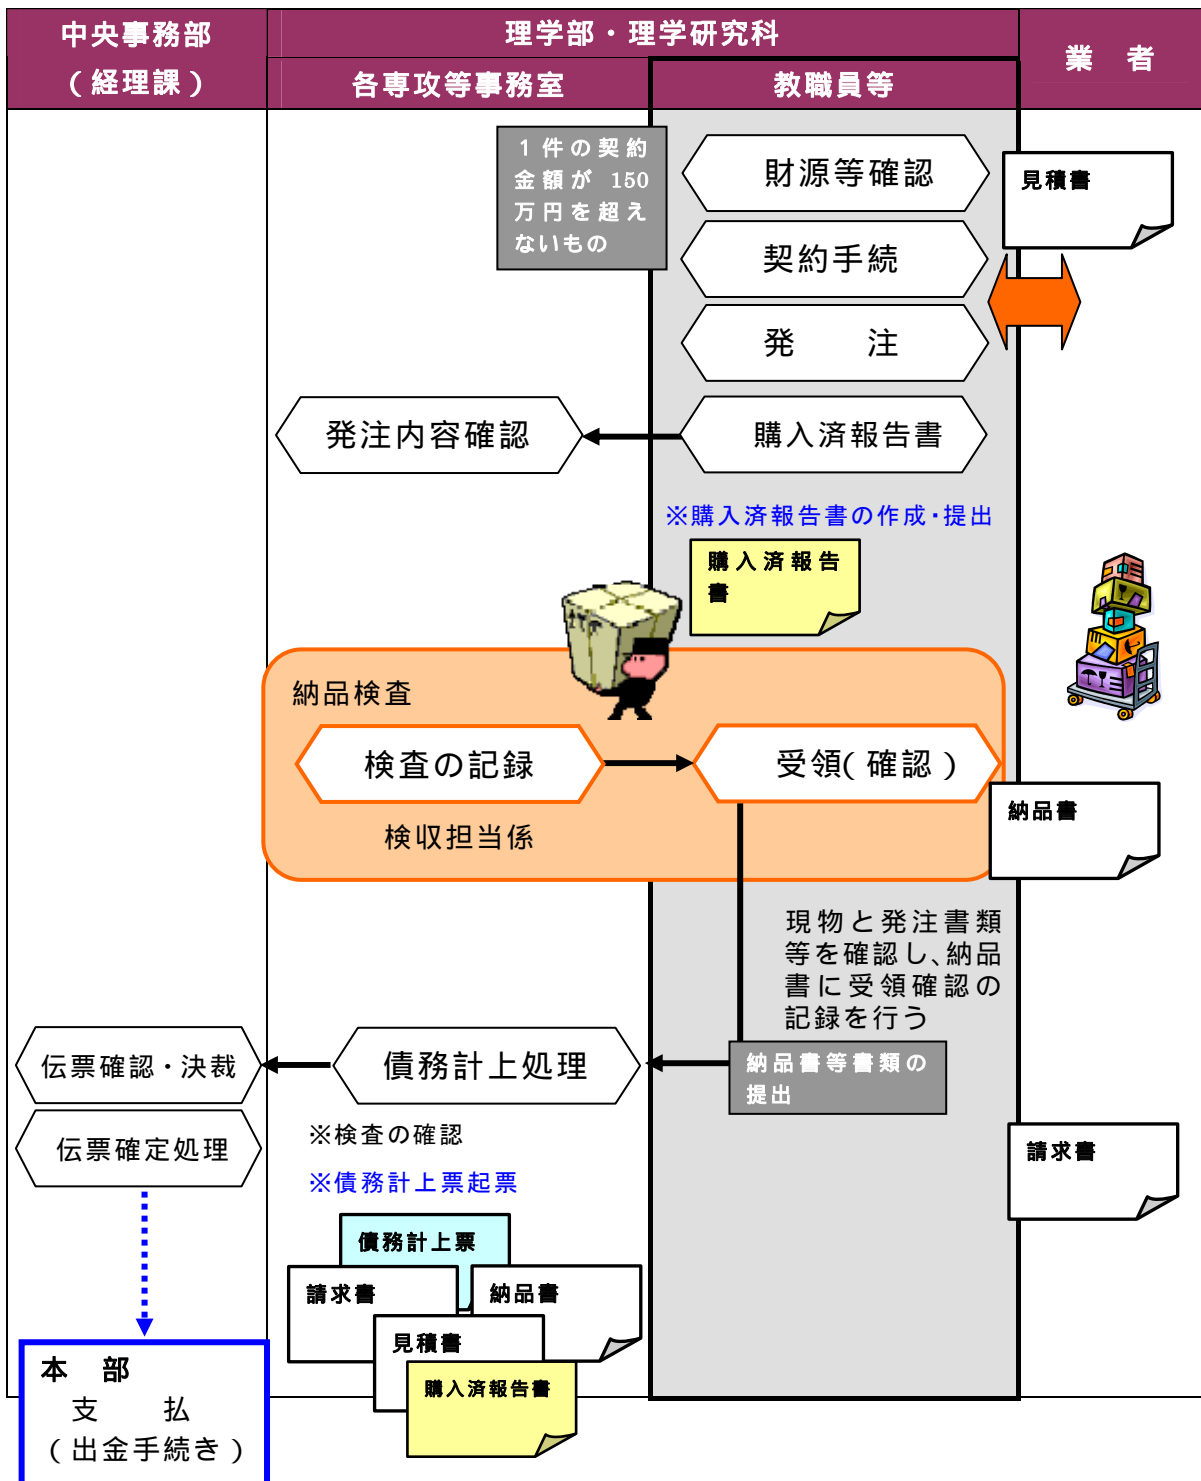 中央事務部
（経理課）
理学部・理学研究科
各専攻等事務室
教職員等
業　者
１件の契約
金額が 150
万円を超え
ないもの
財源等確認
見積書
契約手続
発　　注
発注内容確認
購入済報告書
※購入済報告書の作成・提出
購入済報告
書
納品検査
検査の記録
受領（確認）
検収担当係
納品書
現物と発注書類
等を確認し、納品
書に受領確認の
記録を行う
伝票確認・決裁
債務計上処理
納品書等書類の
提出
伝票確定処理
※検査の確認
※債務計上票起票
請求書
債務計上票
請求書
納品書
見積書
購入済報告書
本　部
支　　払
（出金手続き）